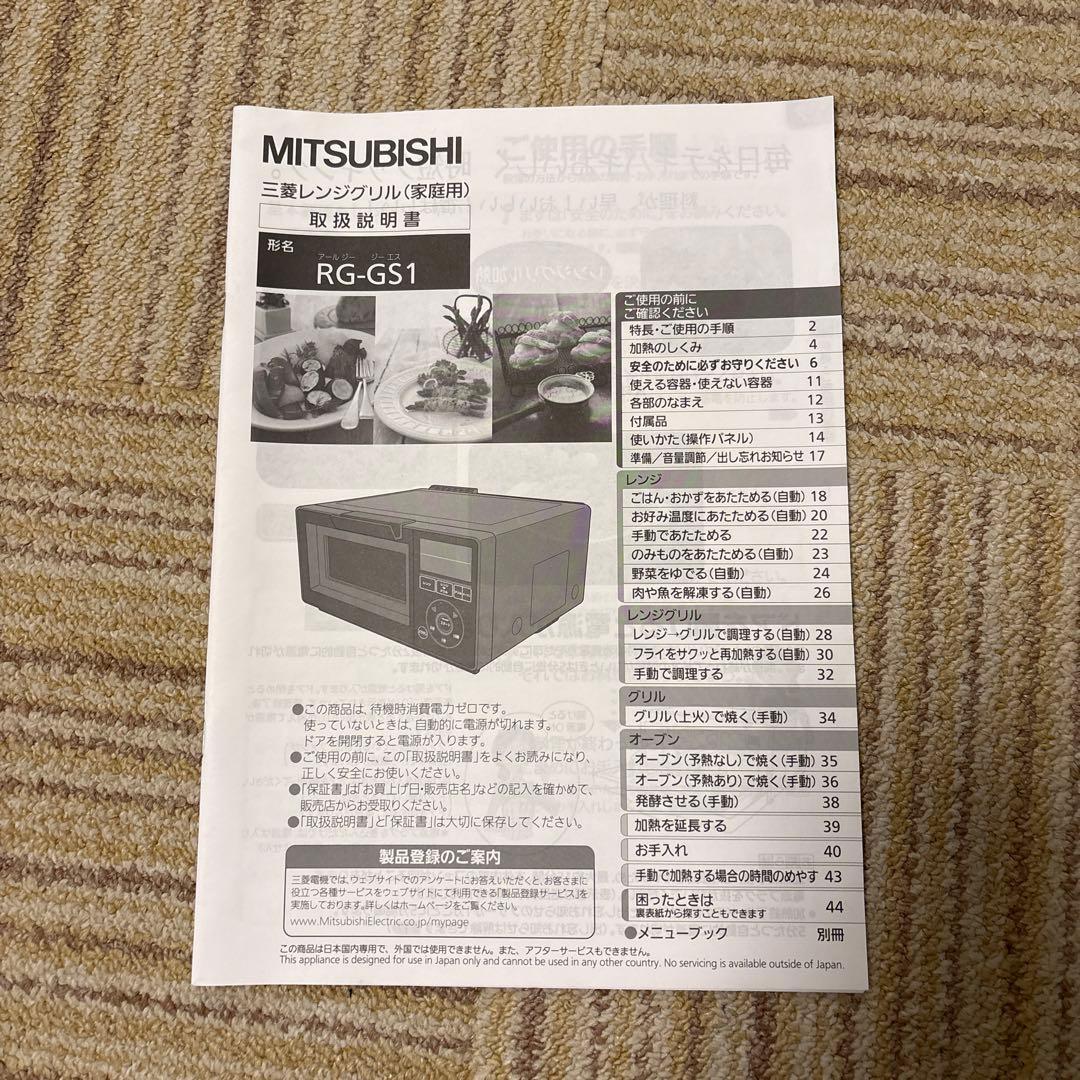 MITSUBISHI
三菱レンジグリル(家庭用)
取扱説明書
形名
アールジー ジーエス
RG-GS1
ご使用の前に
ご確認ください
特長・ご使用の手順 2
加熱のしくみ 4
安全のために必ずお守りください 6
使える容器・使えない容器 11
各部のなまえ 12
付属品 13
使いかた(操作パネル) 14
準備/音量調節/出し忘れお知らせ 17
レンジ
ごはん・おかずをあたためる(自動) 18
お好み温度にあたためる(自動) 20
手動であたためる 22
のみものをあたためる(自動) 23
野菜をゆでる(自動) 24
肉や魚を解凍する(自動) 26
レンジグリル
レンジ→グリルで調理する(自動) 28
フライをサクッと再加熱する(自動) 30
手動で調理する 32
グリル
グリル(上火)で焼く(手動) 34
オーブン
オーブン(予熱なし)で焼く(手動) 35
オーブン(予熱あり)で焼く(手動) 36
発酵させる(手動) 38
加熱を延長する 39
お手入れ 40
手動で加熱する場合の時間のめやす 43
困ったときは 44
裏表紙から探すこともできます
●メニューブック 別冊
●この商品は、待機時消費電力ゼロです。
使っていないときは、自動的に電源が切れます。
ドアを開閉すると電源が入ります。
●ご使用の前に、この「取扱説明書」をよくお読みになり、
正しく安全にお使いください。
●「保証書」は「お買上げ日・販売店名」などの記入を確かめて、
販売店からお受取りください。
●「取扱説明書」と「保証書」は大切に保存してください。
製品登録のご案内
三菱電機では、ウェブサイトでのアンケートにお答えいただくと、お客さまに
役立つ各種サービスをウェブサイトにて利用できる「製品登録サービス」を
実施しております。詳しくはホームページをご覧ください。
www.MitsubishiElectric.co.jp/mypage
この商品は日本国内専用で、外国では使用できません。また、アフターサービスもできません。
This appliance is designed for use in Japan only and cannot be used in any other country. No servicing is available outside of Japan.